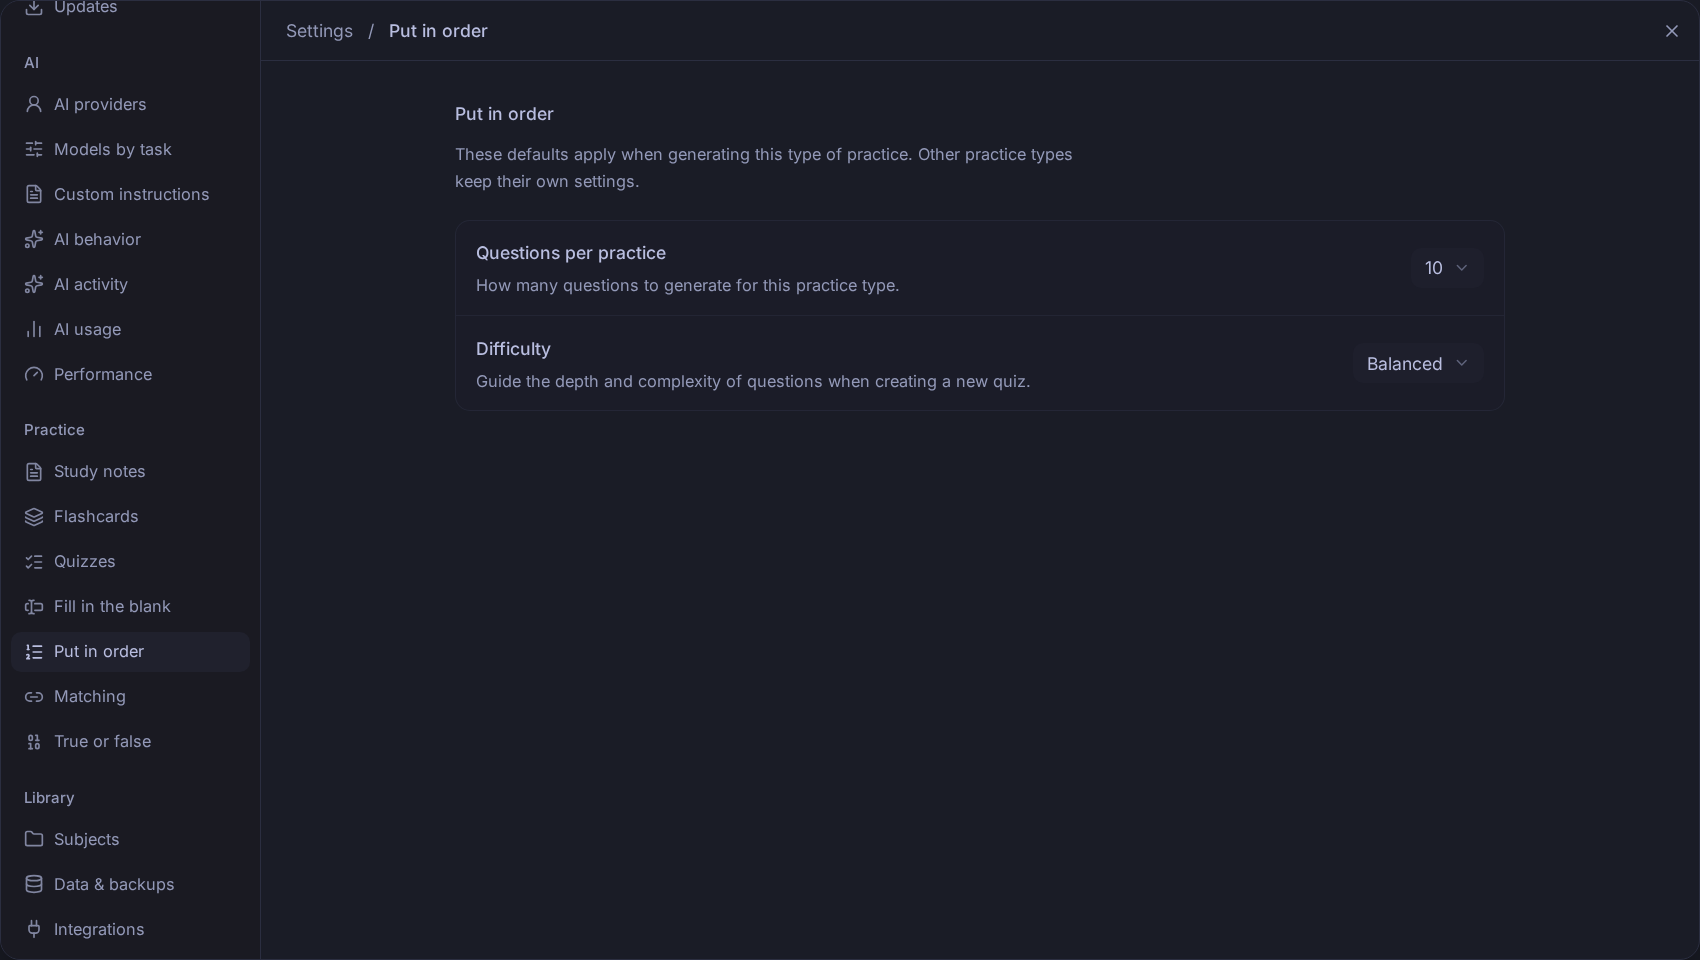 Updates
AI
AI providers
Models by task
Custom instructions
AI behavior
AI activity
AI usage
Performance
Practice
Study notes
Flashcards
Quizzes
Fill in the blank
Put in order
Matching
True or false
Library
Subjects
Data & backups
Integrations
Settings / Put in order
Put in order
These defaults apply when generating this type of practice. Other practice types
keep their own settings.
Questions per practice
How many questions to generate for this practice type.
10
Difficulty
Guide the depth and complexity of questions when creating a new quiz.
Balanced